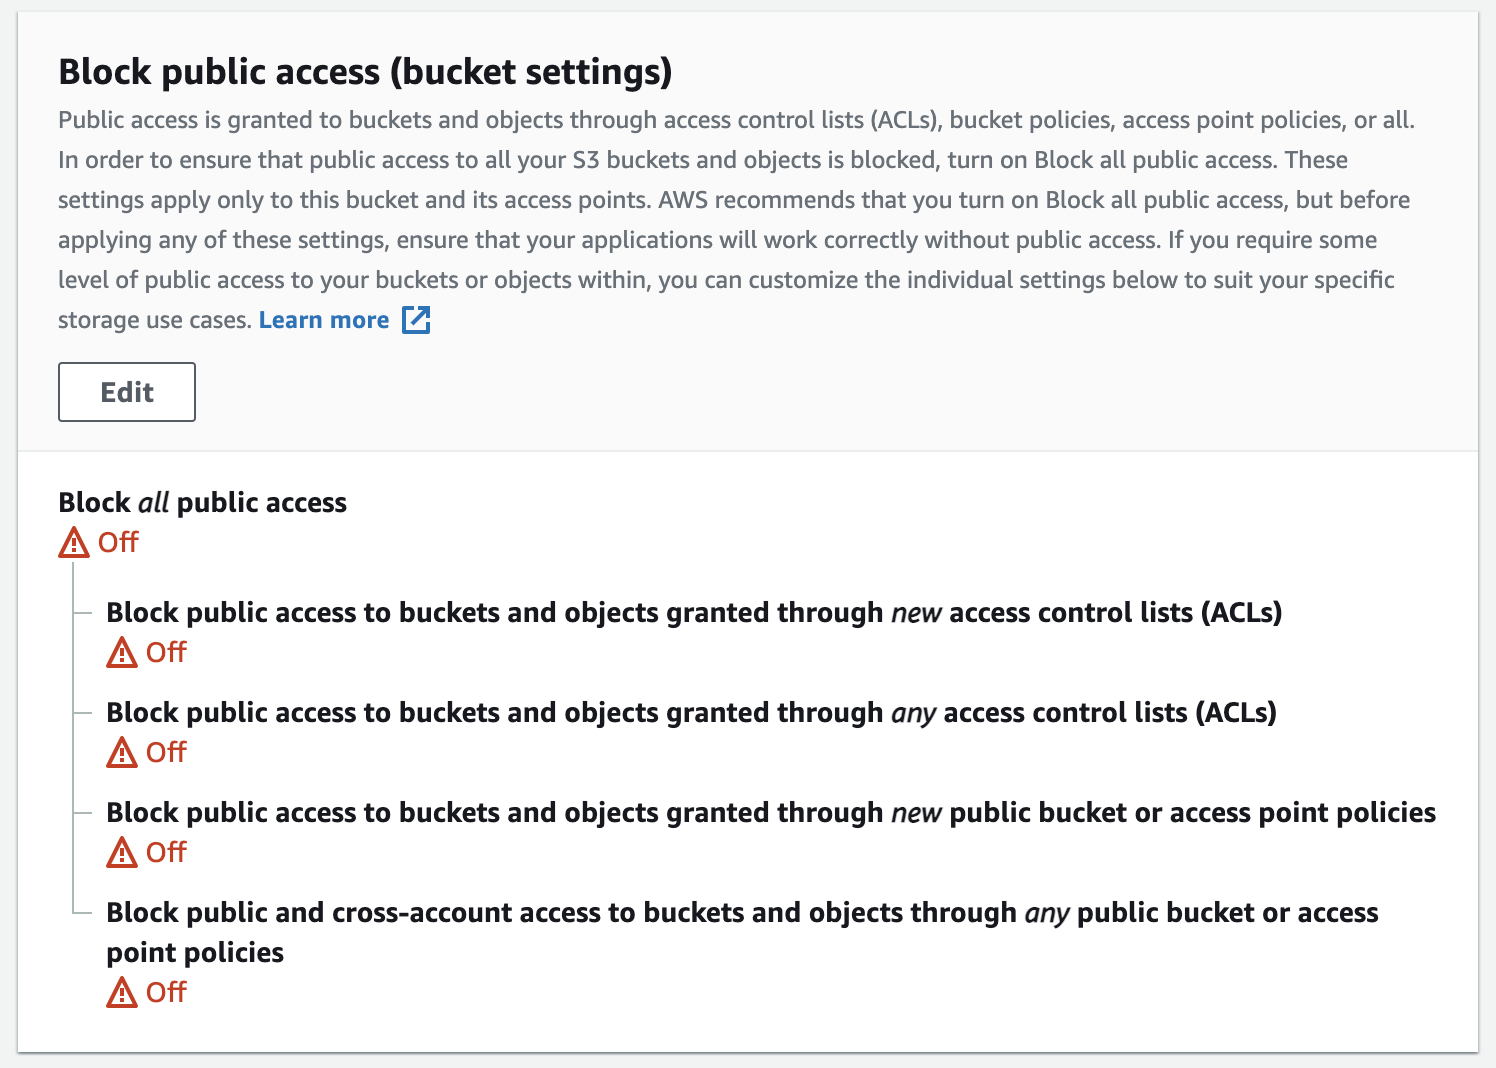 Block public access (bucket settings)
Public access is granted to buckets and objects through access control lists (ACLs), bucket policies, access point policies, or all.
In order to ensure that public access to all your S3 buckets and objects is blocked, turn on Block all public access. These
settings apply only to this bucket and its access points. AWS recommends that you turn on Block all public access, but before
applying any of these settings, ensure that your applications will work correctly without public access. If you require some
level of public access to your buckets or objects within, you can customize the individual settings below to suit your specific
storage use cases. Learn more
Edit
Block all public access
Off
Block public access to buckets and objects granted through new access control lists (ACLs)
Off
Block public access to buckets and objects granted through any access control lists (ACLs)
Off
Block public access to buckets and objects granted through new public bucket or access point policies
Off
Block public and cross-account access to buckets and objects through any public bucket or access
point policies
Off